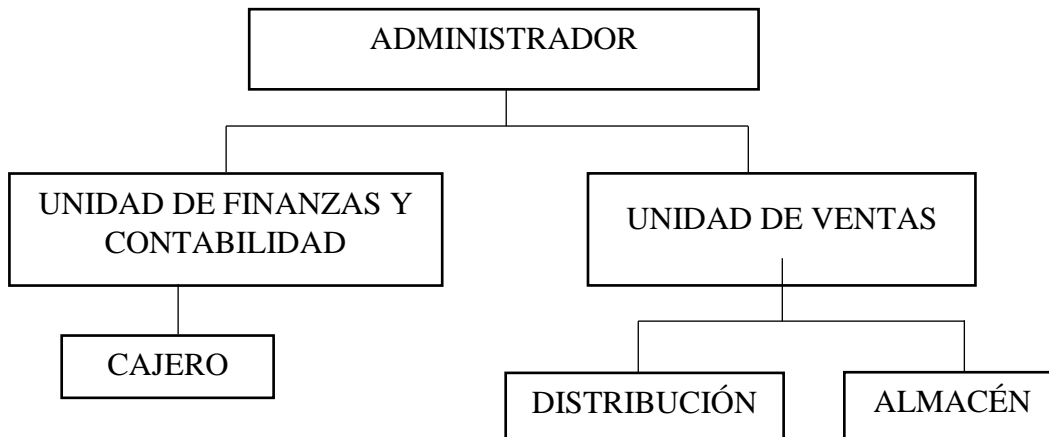 ADMINISTRADOR
UNIDAD DE FINANZAS Y
CONTABILIDAD
UNIDAD DE VENTAS
CAJERO
DISTRIBUCIÓN
ALMACÉN